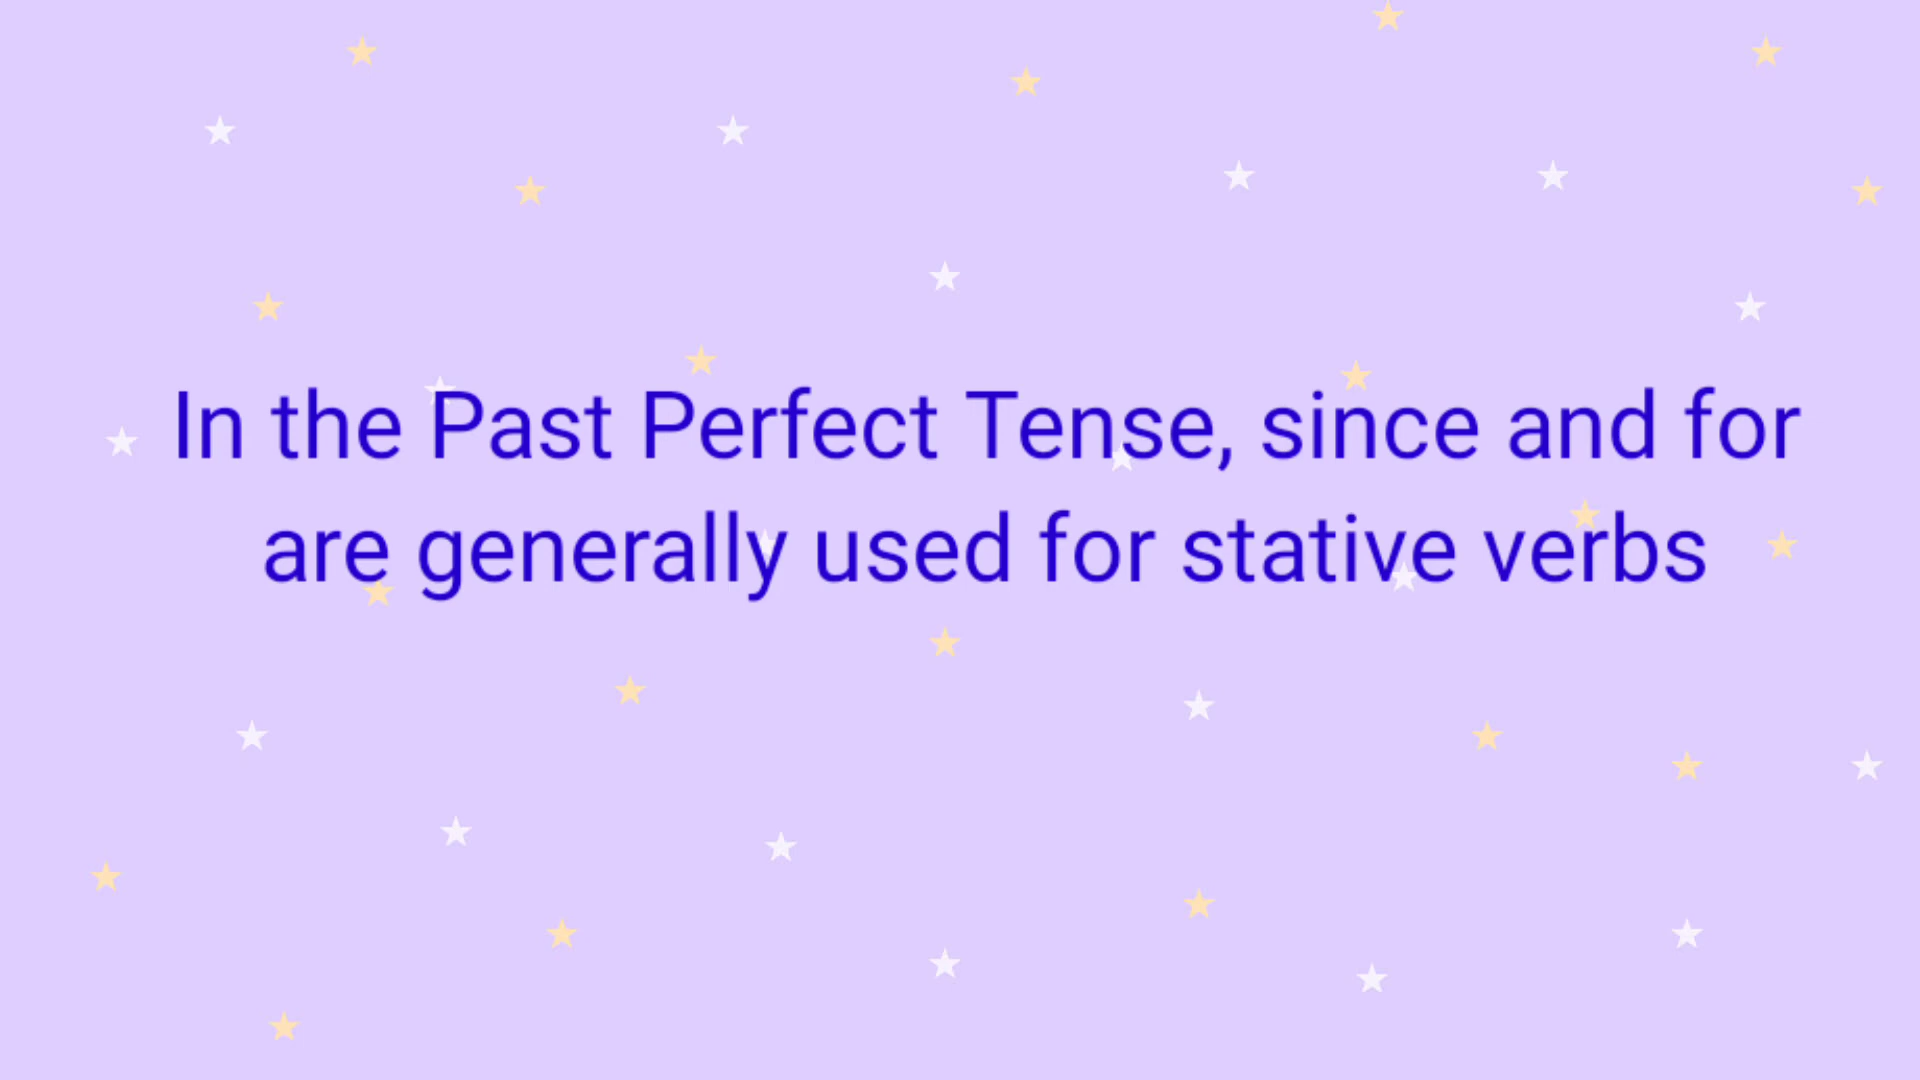 In the Past Perfect Tense, since and for
are generally used for stative verbs